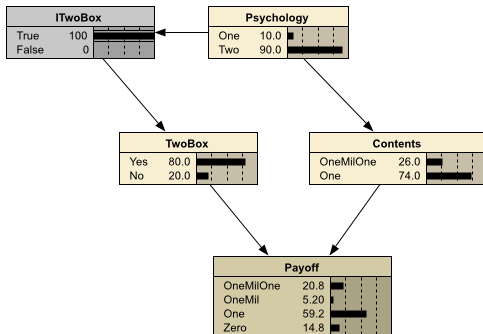 ITwoBox
True 100
False 0
Psychology
One 10.0
Two 90.0
TwoBox
Yes 80.0
No 20.0
Contents
OneMilOne 26.0
One 74.0
Payoff
OneMilOne 20.8
OneMil 5.20
One 59.2
Zero 14.8